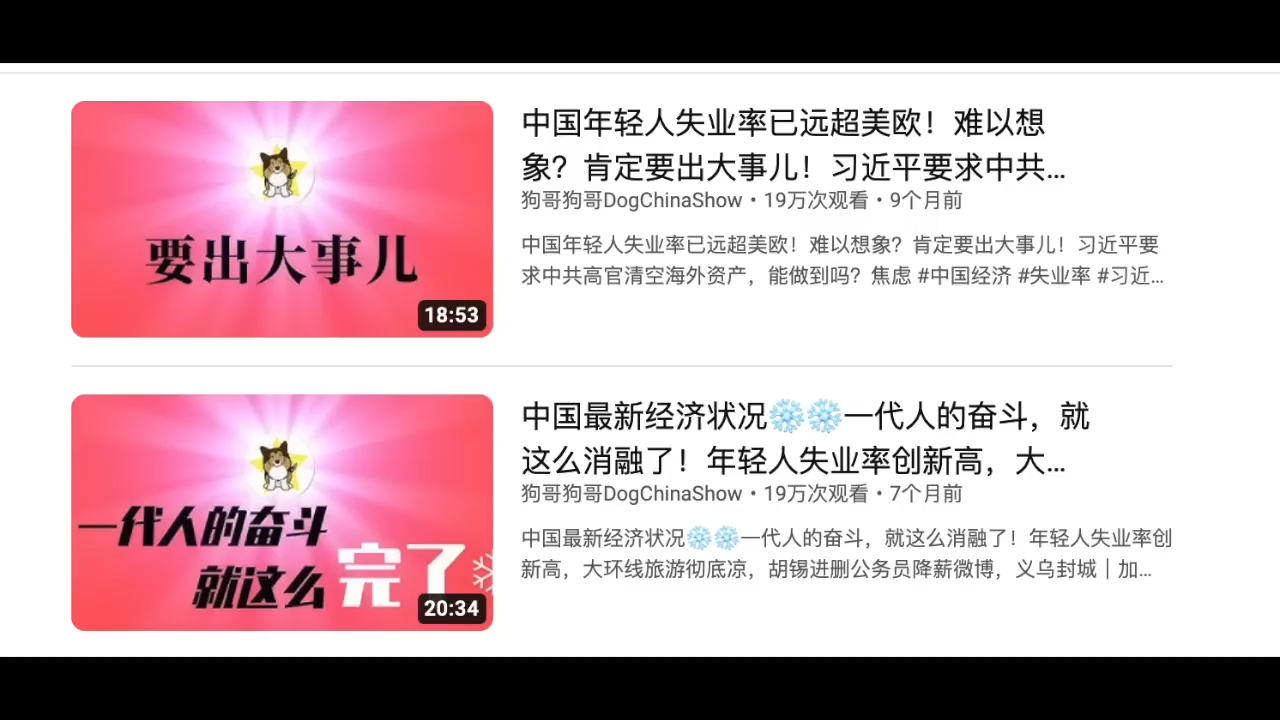 要出大事儿
18:53
中国年轻人失业率已远超美欧！难以想
象？肯定要出大事儿！习近平要求中共...
狗哥狗哥DogChinaShow・19万次观看・9个月前
中国年轻人失业率已远超美欧！难以想象？肯定要出大事儿！习近平要
求中共高官清空海外资产，能做到吗？焦虑 #中国经济 #失业率 #习近...
一代人的奋斗
就这么完了
20:34
中国最新经济状况❄️❄️一代人的奋斗，就
这么消融了！年轻人失业率创新高，大...
狗哥狗哥DogChinaShow・19万次观看・7个月前
中国最新经济状况❄️❄️一代人的奋斗，就这么消融了！年轻人失业率创
新高，大环线旅游彻底凉，胡锡进删公务员降薪微博，义乌封城｜加...